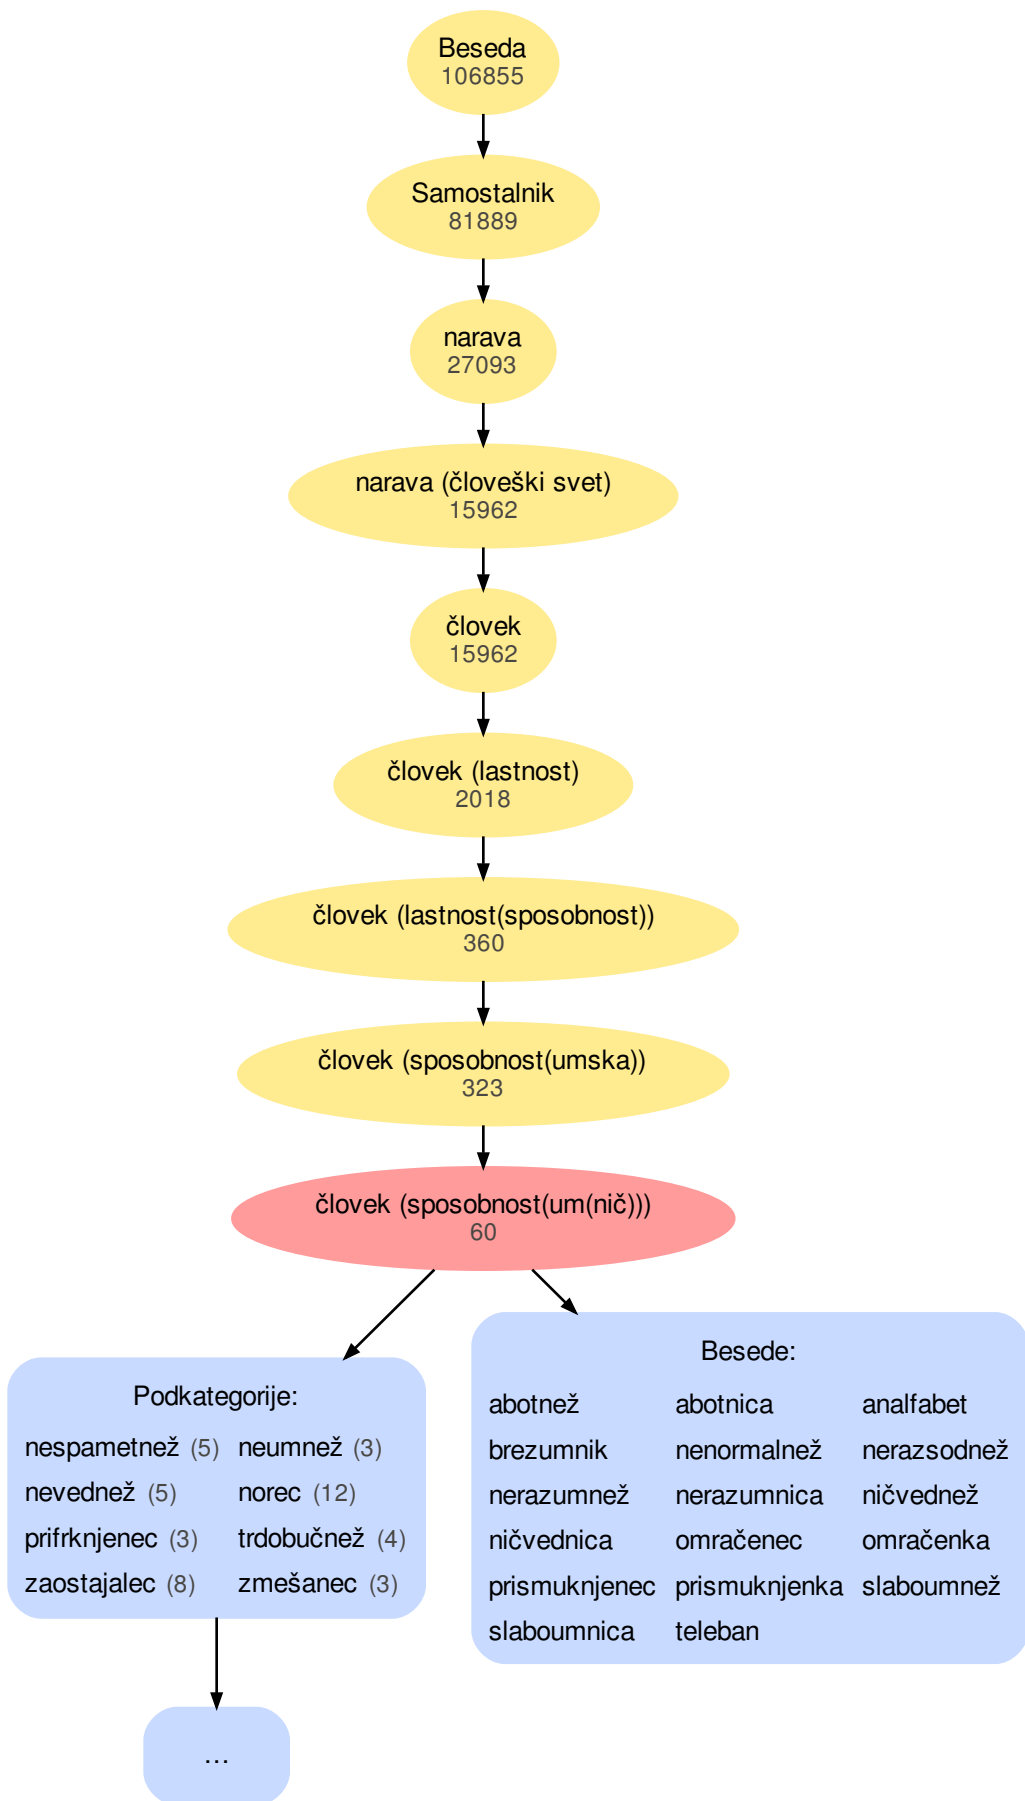 Beseda
106855
Samostalnik
81889
narava
27093
narava (človeški svet)
15962
človek
15962
človek (lastnost)
2018
človek (lastnost(sposobnost))
360
človek (sposobnost(umska))
323
človek (sposobnost(um(nič)))
60
Podkategorije:
nespametnež (5) neumnež (3)
nevednež (5) norec (12)
prifrknjenec (3) trdobučnež (4)
zaostajalec (8) zmešanec (3)
...
Besede:
abotnež abotnica analfabet
brezumnik nenormalnež nerazsodnež
nerazumnež nerazumnica ničvednež
ničvednica omračenec omračenka
prismuknjenec prismuknjenka slaboumnež
slaboumnica teleban